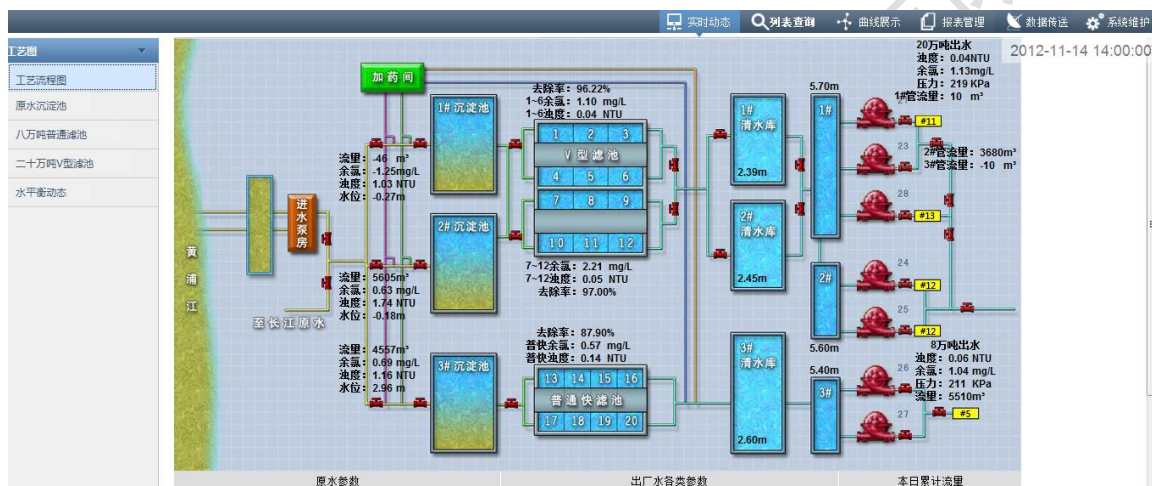 实时动态
列表查询
曲线展示
报表管理
数据传送
系统维护
工艺图
工艺流程图
原水沉淀池
八万吨普通滤池
二十万吨V型滤池
水平衡动态
2012-11-14 14:00:00
20万吨出水
浊度：0.04NTU
余氯：1.13mg/L
压力：219 KPa
1#管流量：10 m³
加药间
去除率：96.22%
1~6余氯：1.10 mg/L
1~6浊度：0.04 NTU
1#沉淀池
1 2 3
V型滤池
4 5 6
7 8 9
10 11 12
7~12余氯：2.21 mg/L
7~12浊度：0.05 NTU
去除率：97.00%
1#
清水库
2.39m
2#
清水库
2.45m
5.70m
1#
#11
23
2#管流量：3680m³
3#管流量：-10 m³
28
#13
24
2#
#12
25
#12
5.60m
流量：-46 m³
余氯：-1.25mg/L
浊度：1.03 NTU
水位：-0.27m
进水泵房
2#沉淀池
黄浦江
至长江原水
流量：5605m³
余氯：0.63 mg/L
浊度：1.74 NTU
水位：-0.18m
流量：4557m³
余氯：0.69 mg/L
浊度：1.16 NTU
水位：2.96 m
3#沉淀池
去除率：87.90%
普快余氯：0.57 mg/L
普快浊度：0.14 NTU
13 14 15 16
普通快滤池
17 18 19 20
3#
清水库
2.60m
5.40m
3#
8万吨出水
浊度：0.06 NTU
余氯：1.04 mg/L
压力：211 KPa
流量：5510m³
26
27
#5
原水参数
出厂水各类参数
本日累计流量